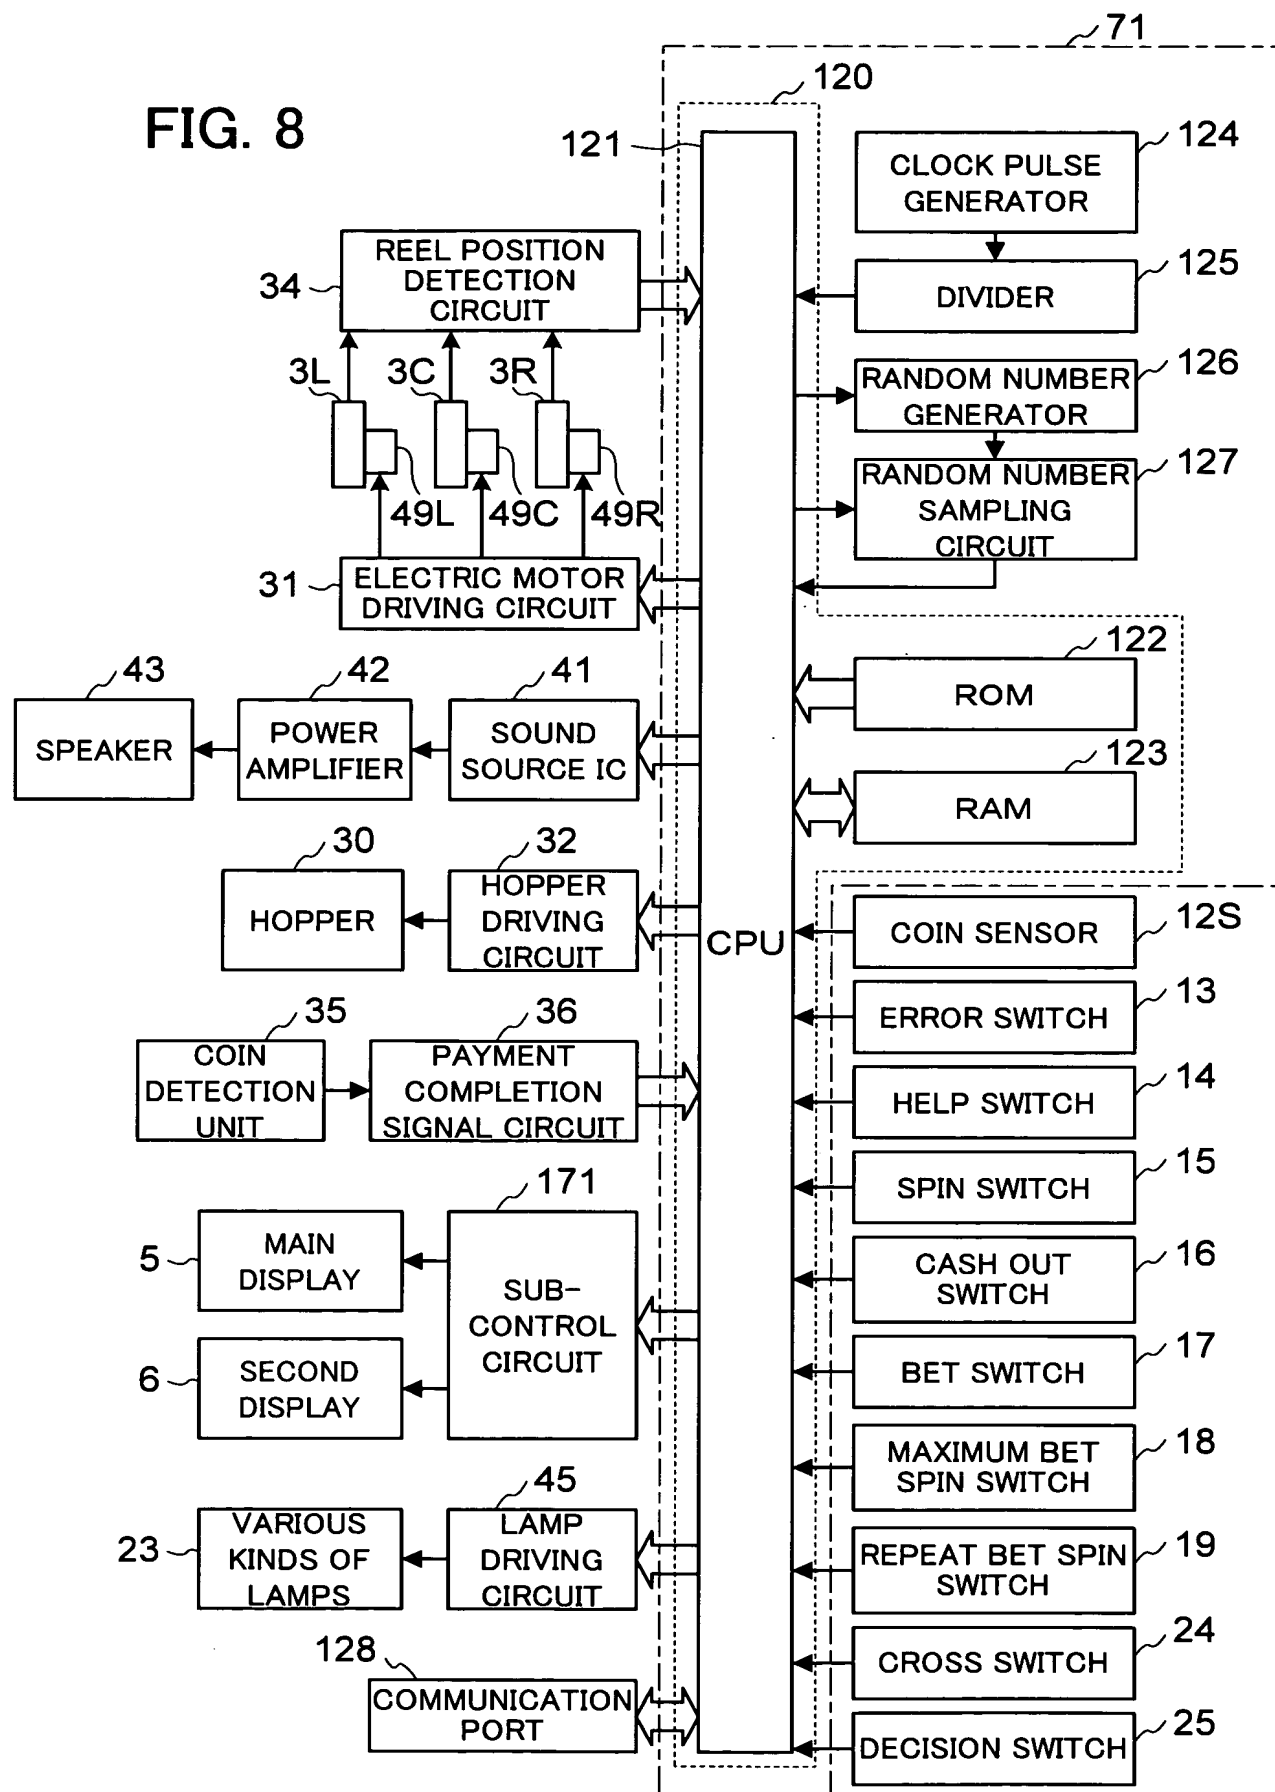 71
120
FIG. 8
121
124
CLOCK PULSE
GENERATOR
REEL POSITION
DETECTION
CIRCUIT
34
125
DIVIDER
3L
3C
3R
126
RANDOM NUMBER
GENERATOR
127
RANDOM NUMBER
SAMPLING
CIRCUIT
49L
49C
49R
31
ELECTRIC MOTOR
DRIVING CIRCUIT
122
ROM
43
42
41
SPEAKER
POWER
AMPLIFIER
SOUND
SOURCE IC
123
RAM
30
32
HOPPER
HOPPER
DRIVING
CIRCUIT
CPU
12S
COIN SENSOR
13
ERROR SWITCH
35
36
COIN
DETECTION
UNIT
PAYMENT
COMPLETION
SIGNAL CIRCUIT
14
HELP SWITCH
15
SPIN SWITCH
171
5
MAIN
DISPLAY
SUB-
CONTROL
CIRCUIT
16
CASH OUT
SWITCH
6
SECOND
DISPLAY
17
BET SWITCH
18
MAXIMUM BET
SPIN SWITCH
45
23
VARIOUS
KINDS OF
LAMPS
LAMP
DRIVING
CIRCUIT
19
REPEAT BET SPIN
SWITCH
24
CROSS SWITCH
128
COMMUNICATION
PORT
25
DECISION SWITCH